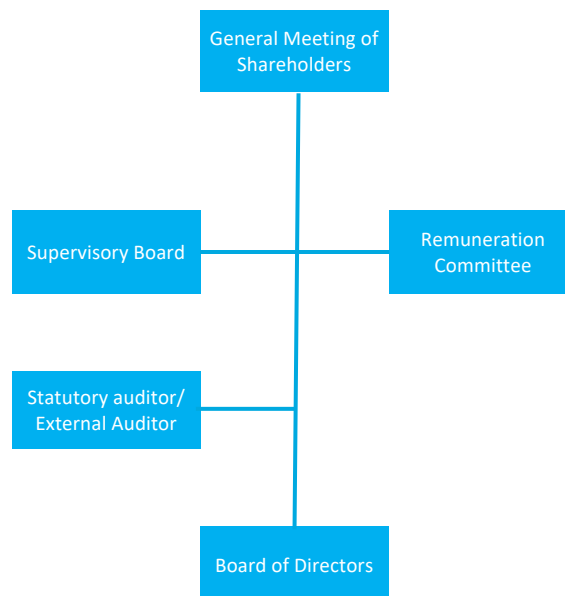 General Meeting of
Shareholders
Supervisory Board
Remuneration
Committee
Statutory auditor/
External Auditor
Board of Directors